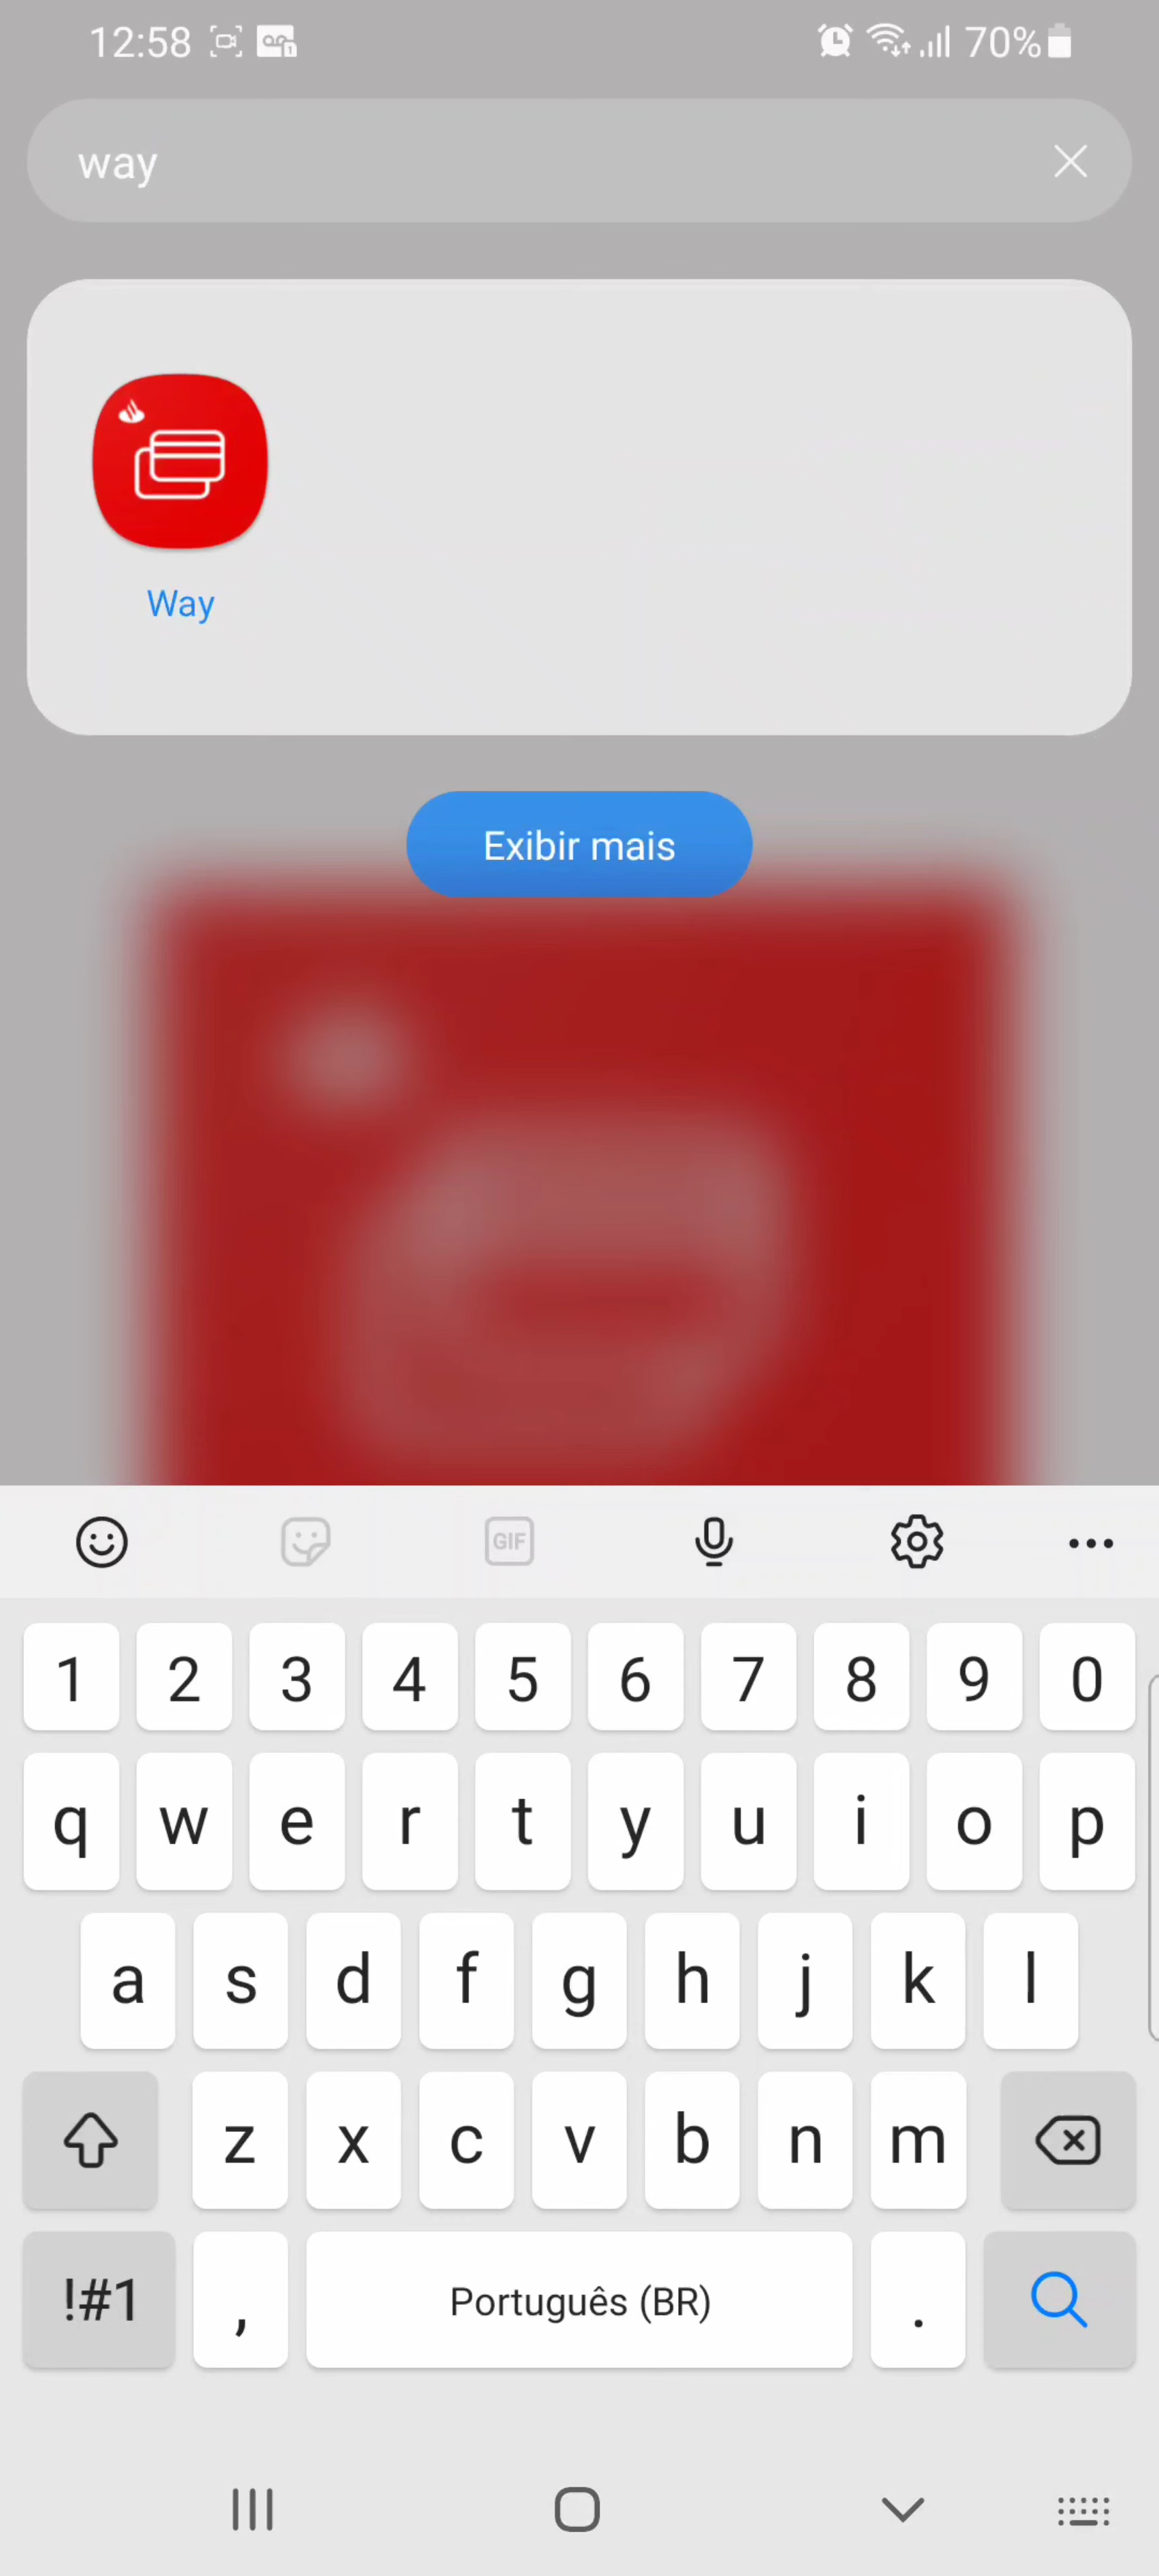 12:58 70%
way
Way
Exibir mais
GIF
1 2 3 4 5 6 7 8 9 0
q w e r t y u i o p
a s d f g h j k l
z x c v b n m
!#1 , Português (BR) .